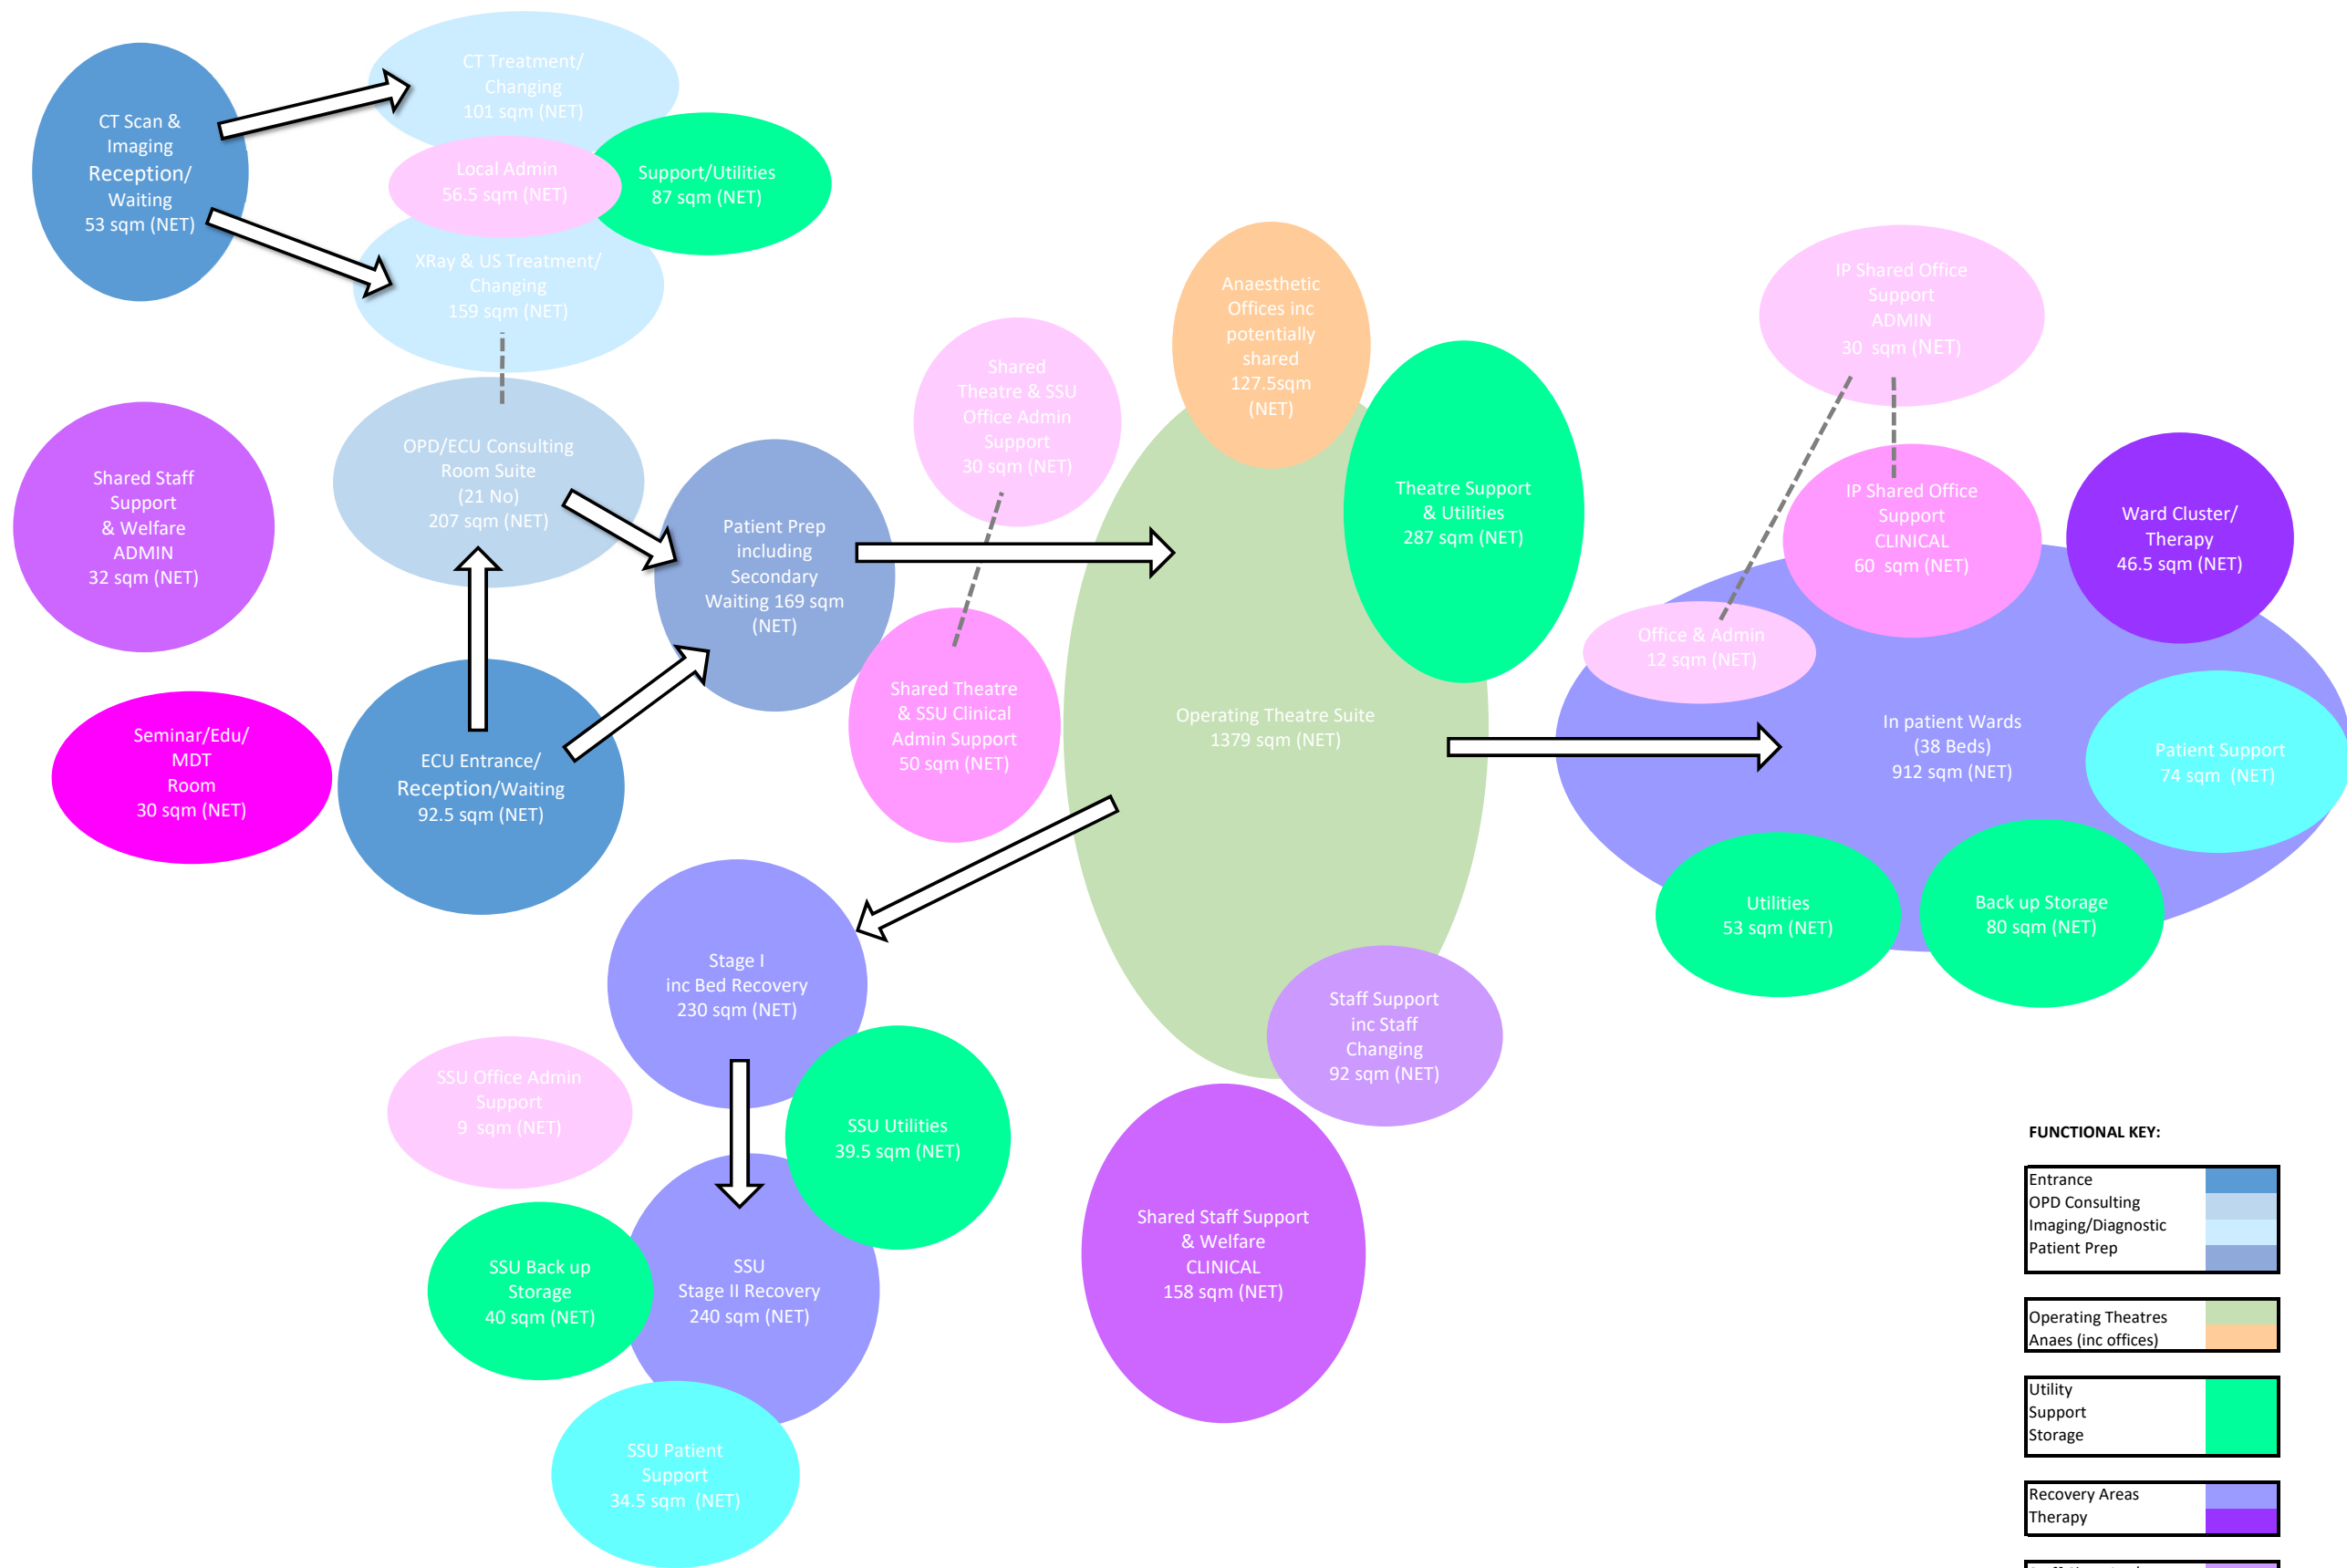 CT Scan &
Imaging
Reception/
Waiting
53 sqm (NET)
CT Treatment/
Changing
101 sqm (NET)
Local Admin
56.5 sqm (NET)
Support/Utilities
87 sqm (NET)
XRay & US Treatment/
Changing
159 sqm (NET)
Shared Staff
Support
& Welfare
ADMIN
32 sqm (NET)
OPD/ECU Consulting
Room Suite
(21 No)
207 sqm (NET)
Patient Prep
including
Secondary
Waiting 169 sqm
(NET)
Seminar/Edu/
MDT
Room
30 sqm (NET)
ECU Entrance/
Reception/Waiting
92.5 sqm (NET)
Shared
Theatre & SSU
Office Admin
Support
30 sqm (NET)
Shared Theatre
& SSU Clinical
Admin Support
50 sqm (NET)
Anaesthetic
Offices inc
potentially
shared
127.5sqm
(NET)
Theatre Support
& Utilities
287 sqm (NET)
Operating Theatre Suite
1379 sqm (NET)
IP Shared Office
Support
ADMIN
30 sqm (NET)
IP Shared Office
Support
CLINICAL
60 sqm (NET)
Ward Cluster/
Therapy
46.5 sqm (NET)
Office & Admin
12 sqm (NET)
In patient Wards
(38 Beds)
912 sqm (NET)
Patient Support
74 sqm (NET)
Utilities
53 sqm (NET)
Back up Storage
80 sqm (NET)
Stage I
inc Bed Recovery
230 sqm (NET)
Staff Support
inc Staff
Changing
92 sqm (NET)
SSU Office Admin
Support
9 sqm (NET)
SSU Utilities
39.5 sqm (NET)
SSU Back up
Storage
40 sqm (NET)
SSU
Stage II Recovery
240 sqm (NET)
Shared Staff Support
& Welfare
CLINICAL
158 sqm (NET)
SSU Patient
Support
34.5 sqm (NET)
FUNCTIONAL KEY:
Entrance
OPD Consulting
Imaging/Diagnostic
Patient Prep
Operating Theatres
Anaes (inc offices)
Utility
Support
Storage
Recovery Areas
Therapy